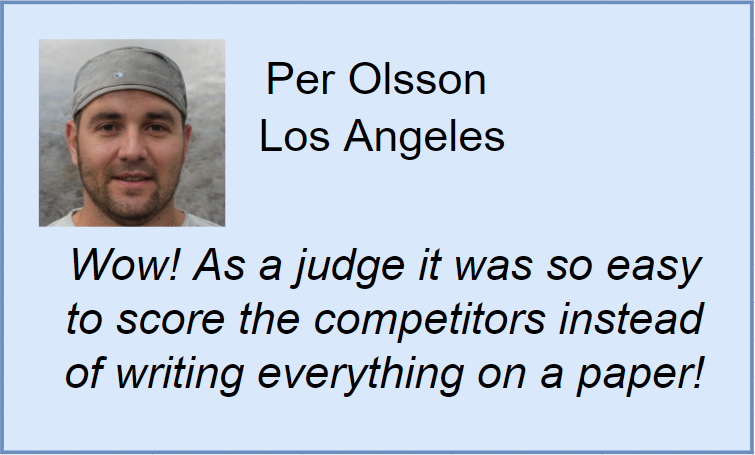 Per Olsson
Los Angeles
Wow! As a judge it was so easy
to score the competitors instead
of writing everything on a paper!